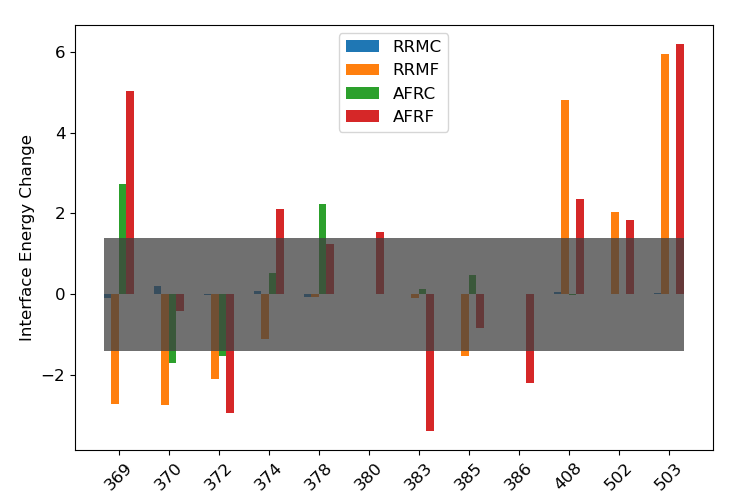 RRMC
RRMF
AFRC
AFRF
Interface Energy Change
6
4
2
0
−2
369 370 372 374 378 380 383 385 386 408 502 503